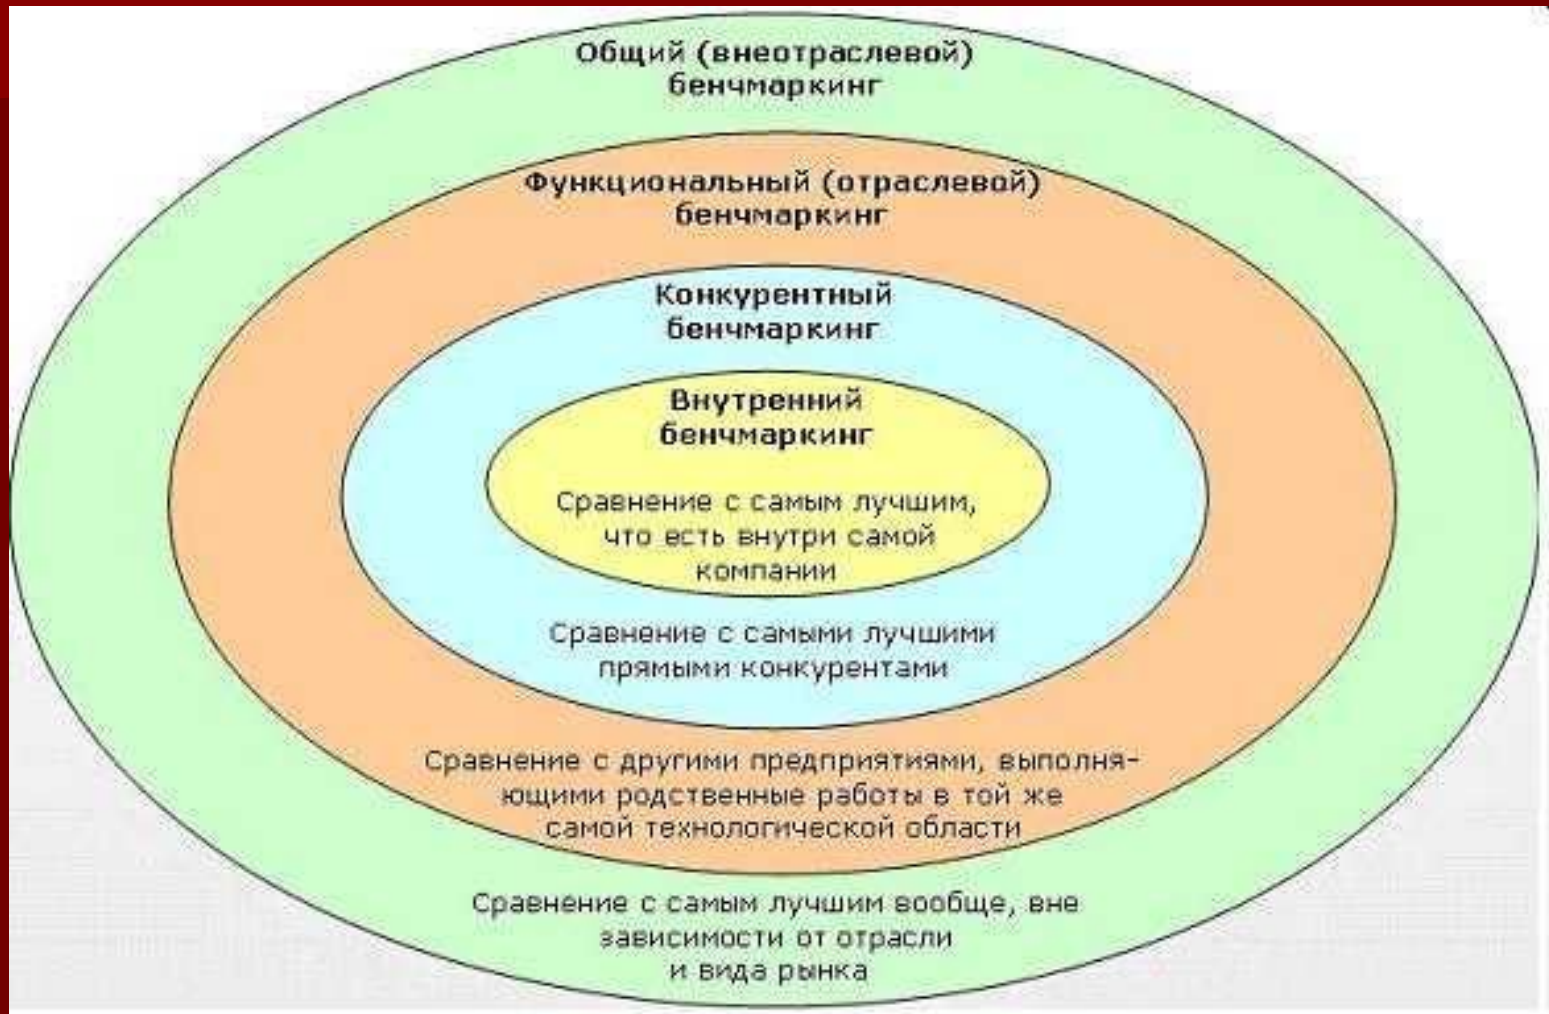 Общий (внеотраслевой)
бенчмаркинг
Функциональный (отраслевой)
бенчмаркинг
Конкурентный
бенчмаркинг
Внутренний
бенчмаркинг
Сравнение с самым лучшим,
что есть внутри самой
компании
Сравнение с самыми лучшими
прямыми конкурентами
Сравнение с другими предприятиями, выполня-
ющими родственные работы в той же
самой технологической области
Сравнение с самым лучшим вообще, вне
зависимости от отрасли
и вида рынка